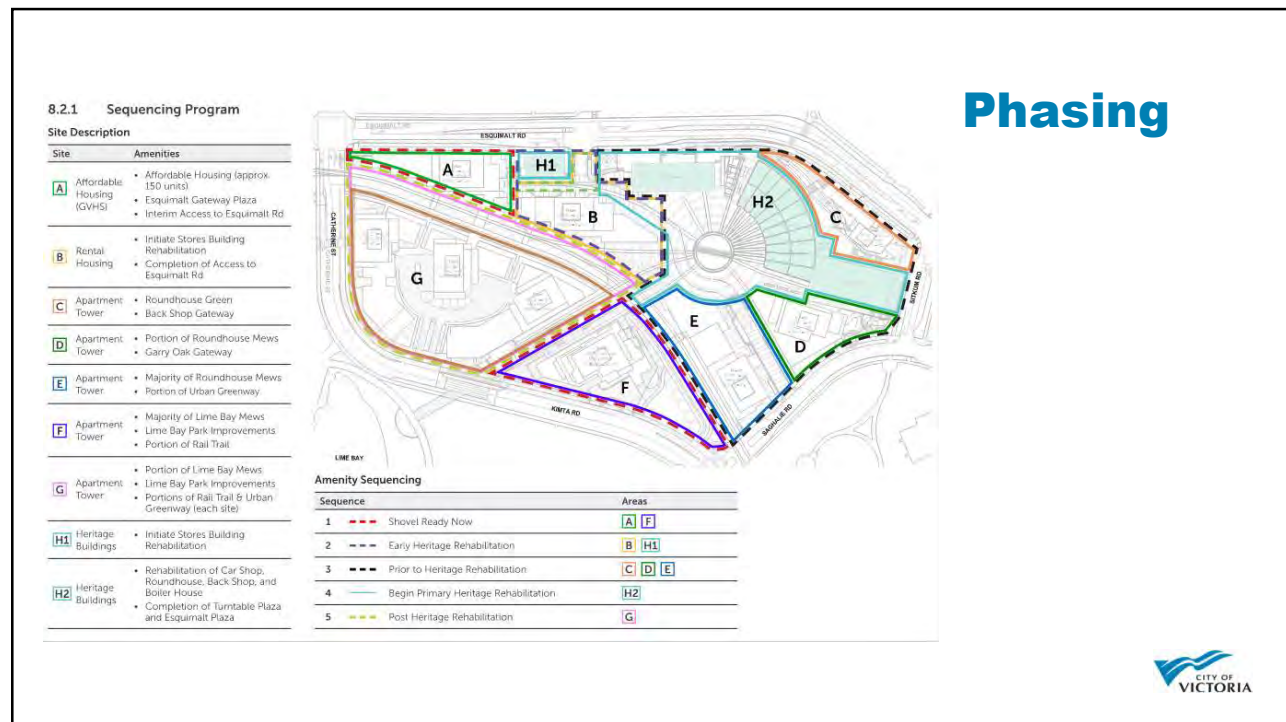 Phasing
8.2.1 Sequencing Program
Site Description
Site Amenities
A Affordable Housing (GVHS)
• Affordable Housing (approx. 150 units)
• Esquimalt Gateway Plaza
• Interim Access to Esquimalt Rd
B Rental Housing
• Initiate Stores Building Rehabilitation
• Completion of Access to Esquimalt Rd
C Apartment Tower
• Roundhouse Green
• Back Shop Gateway
D Apartment Tower
• Portion of Roundhouse Mews
• Garry Oak Gateway
E Apartment Tower
• Majority of Roundhouse Mews
• Portion of Urban Greenway
F Apartment Tower
• Majority of Lime Bay Mews
• Lime Bay Park Improvements
• Portion of Rail Trail
G Apartment Tower
• Portion of Lime Bay Mews
• Lime Bay Park Improvements
• Portions of Rail Trail & Urban Greenway (each site)
H1 Heritage Buildings
• Initiate Stores Building Rehabilitation
H2 Heritage Buildings
• Rehabilitation of Car Shop, Roundhouse, Back Shop, and Boiler House
• Completion of Turntable Plaza and Esquimalt Plaza
ESQUIMALT RD
ESQUIMALT RD
CATHERINE ST
A
H1
B
H2
C
SITKUM RD
G
E
D
F
KIMTA RD
SAGHALIE RD
LIME BAY
Amenity Sequencing
Sequence Areas
1 Shovel Ready Now A F
2 Early Heritage Rehabilitation B H1
3 Prior to Heritage Rehabilitation C D E
4 Begin Primary Heritage Rehabilitation H2
5 Post Heritage Rehabilitation G
CITY OF
VICTORIA